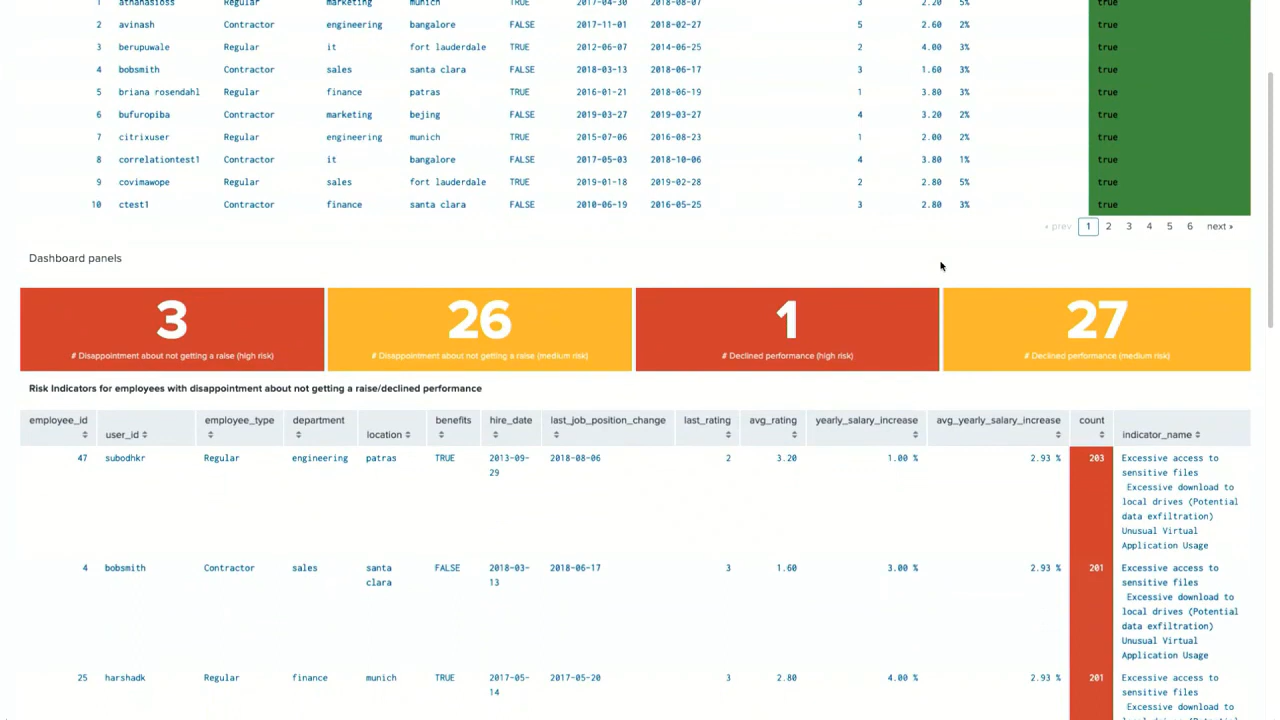 1 athanasioss Regular marketing munich TRUE 2017-04-30 2018-08-07 3 2.20 5% true
2 avinash Contractor engineering bangalore FALSE 2017-11-01 2018-02-27 5 2.60 2% true
3 berupuwale Regular it fort lauderdale TRUE 2012-06-07 2014-06-25 2 4.00 3% true
4 bobsmith Contractor sales santa clara FALSE 2018-03-13 2018-06-17 3 1.60 3% true
5 briana rosendahl Regular finance patras TRUE 2016-01-21 2018-06-19 1 3.80 3% true
6 bufuropiba Contractor marketing bejing FALSE 2019-03-27 2019-03-27 4 3.20 2% true
7 citrixuser Regular engineering munich TRUE 2015-07-06 2016-08-23 1 2.00 2% true
8 correlationtest1 Contractor it bangalore FALSE 2017-05-03 2018-10-06 4 3.80 1% true
9 covimawope Regular sales fort lauderdale TRUE 2019-01-18 2019-02-28 2 2.80 5% true
10 ctest1 Contractor finance santa clara FALSE 2010-06-19 2016-05-25 3 2.80 3% true
« prev 1 2 3 4 5 6 next »
Dashboard panels
3 26 1 27
# Disappointment about not getting a raise (high risk) # Disappointment about not getting a raise (medium risk) # Declined performance (high risk) # Declined performance (medium risk)
Risk Indicators for employees with disappointment about not getting a raise/declined performance
employee_id user_id employee_type department location benefits hire_date last_job_position_change last_rating avg_rating yearly_salary_increase avg_yearly_salary_increase count indicator_name
47 subodhkr Regular engineering patras TRUE 2013-09- 2018-08-06 2 3.20 1.00 % 2.93 % 203 Excessive access to
29 sensitive files
Excessive download to
local drives (Potential
data exfiltration)
Unusual Virtual
Application Usage
4 bobsmith Contractor sales santa FALSE 2018-03- 2018-06-17 3 1.60 3.00 % 2.93 % 201 Excessive access to
clara 13 sensitive files
Excessive download to
local drives (Potential
data exfiltration)
Unusual Virtual
Application Usage
25 harshadk Regular finance munich TRUE 2017-05- 2017-05-20 3 2.80 4.00 % 2.93 % 201 Excessive access to
14 sensitive files
Excessive download to